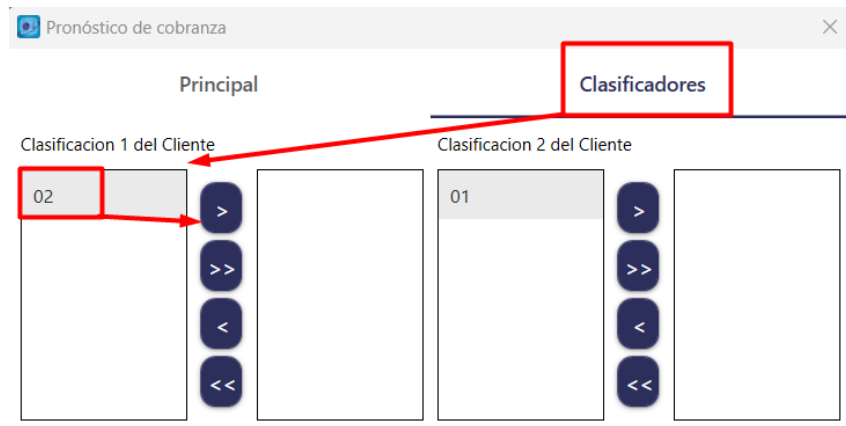 Pronóstico de cobranza
Principal
Clasificadores
Clasificacion 1 del Cliente
Clasificacion 2 del Cliente
02
01
>
>
>>
>>
<
<
<<
<<